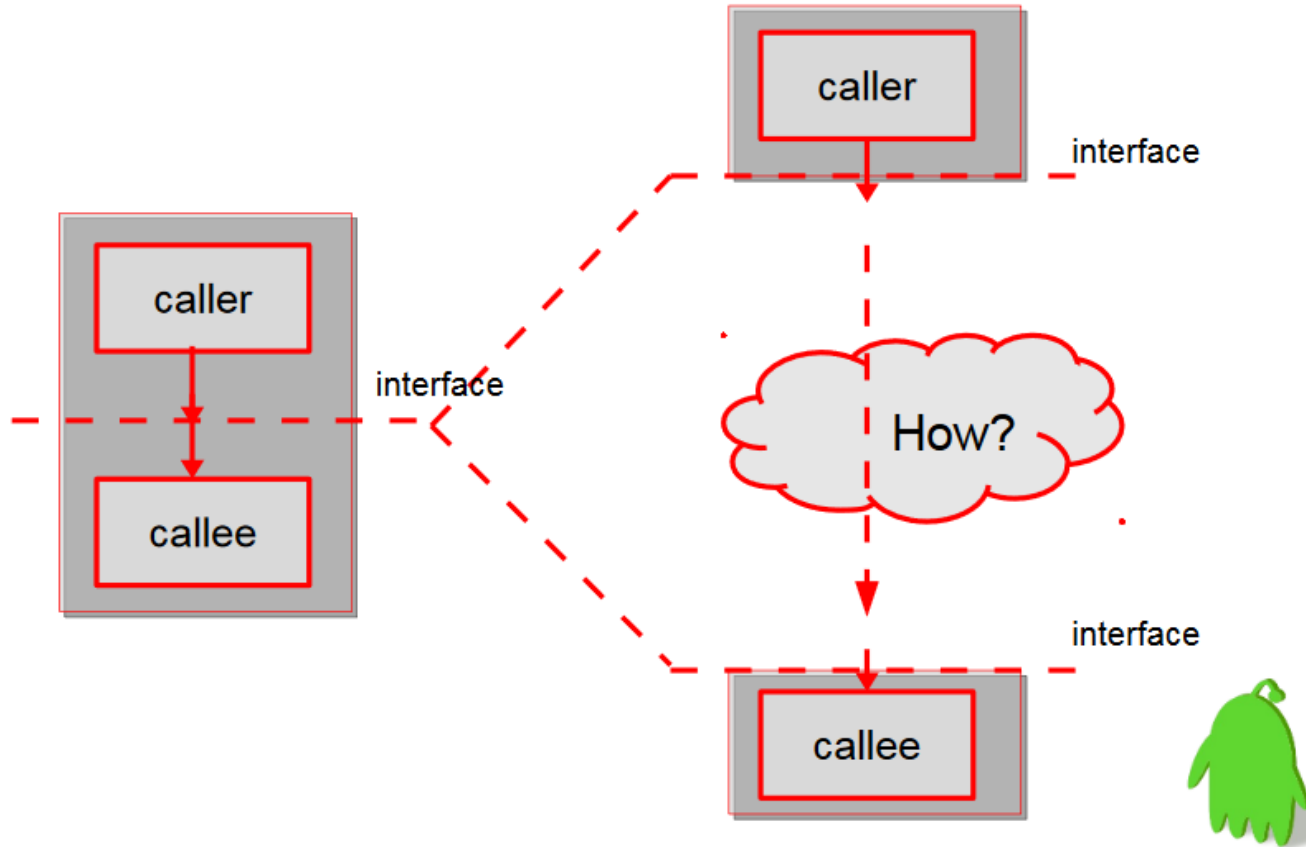 caller
interface
caller
interface
callee
How?
interface
callee